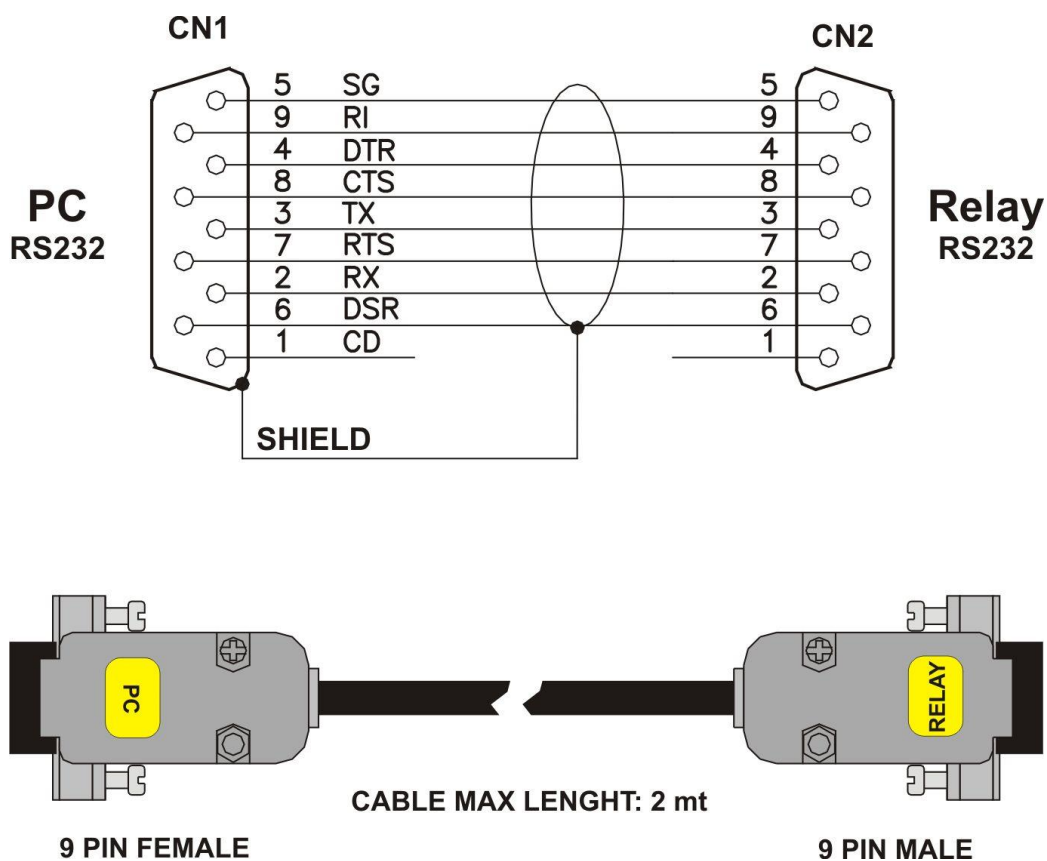 CN1
CN2
5 SG 5
9 RI 9
4 DTR 4
8 CTS 8
3 TX 3
7 RTS 7
2 RX 2
6 DSR 6
1 CD 1
PC
RS232
Relay
RS232
SHIELD
PC
RELAY
CABLE MAX LENGHT: 2 mt
9 PIN FEMALE
9 PIN MALE